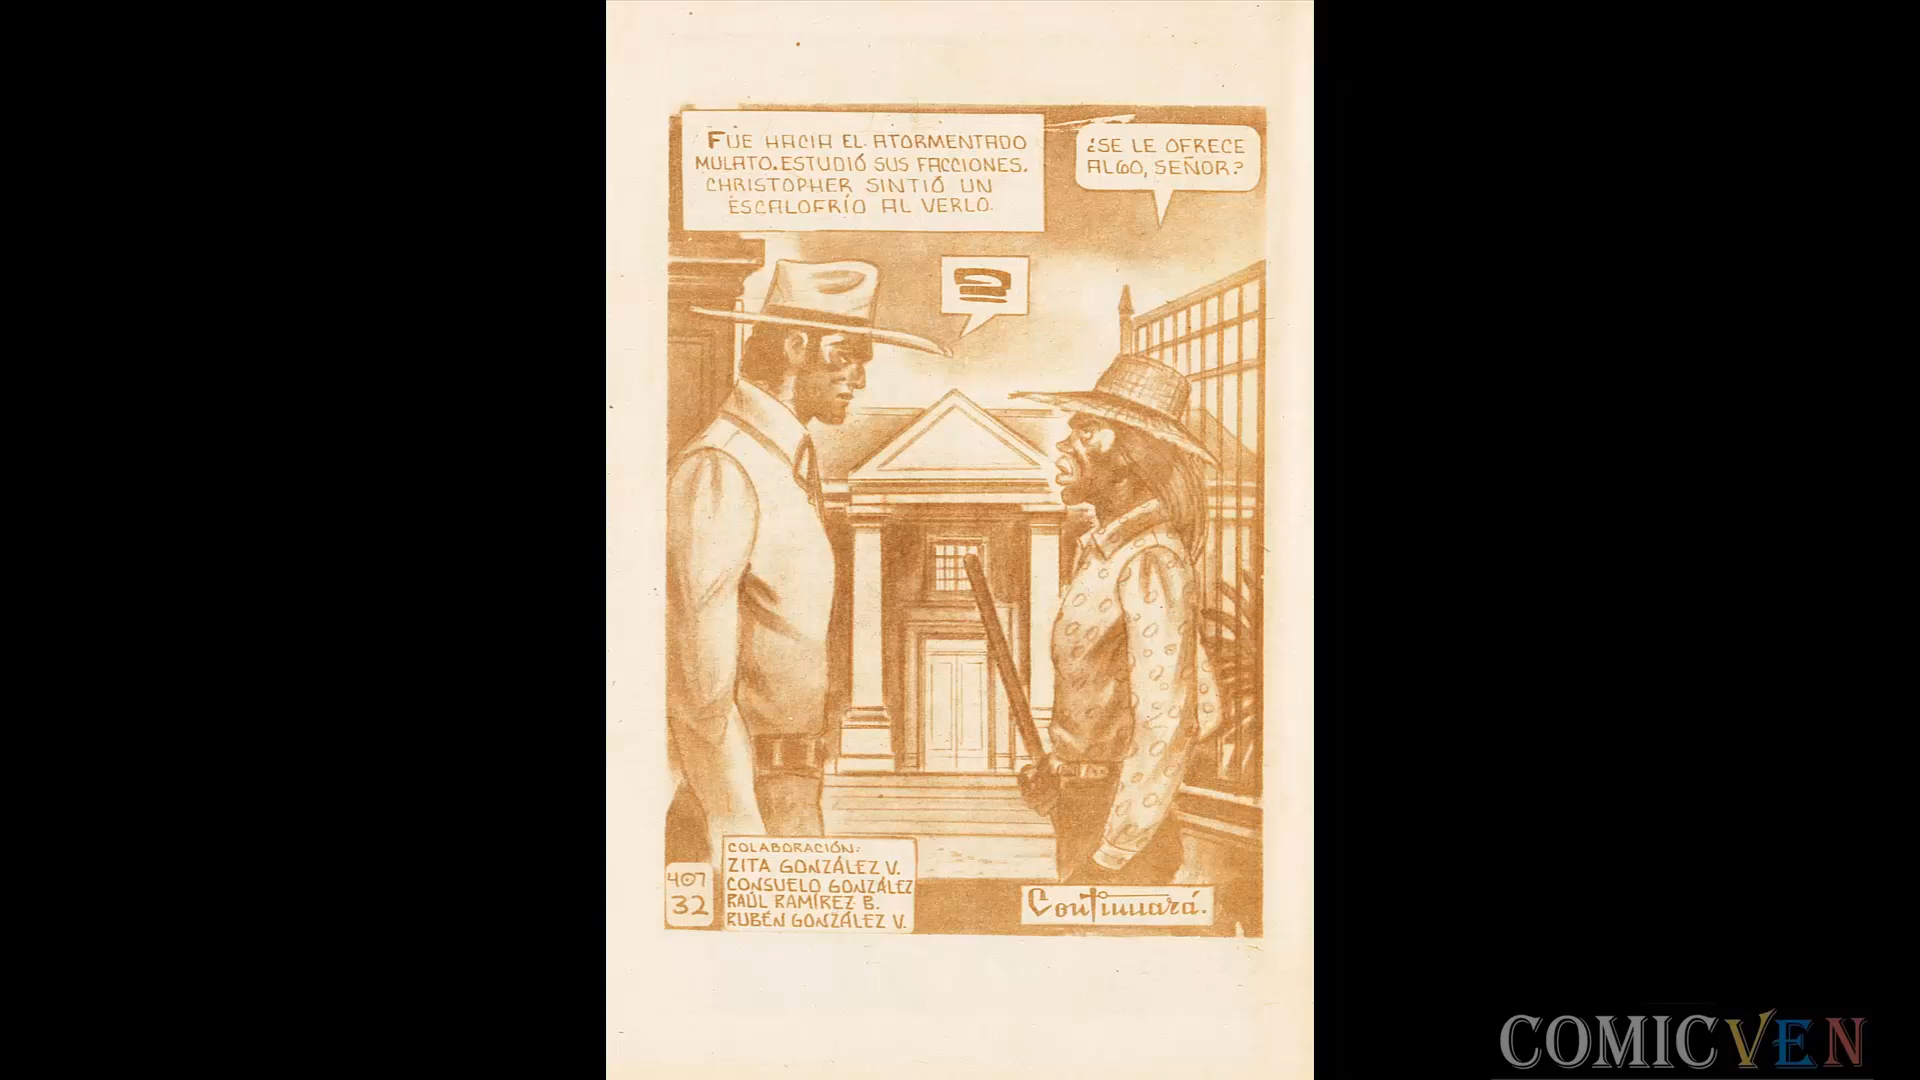 FUE HACIA EL ATORMENTADO
MULATO. ESTUDIÓ SUS FACCIONES.
CHRISTOPHER SINTIÓ UN
ESCALOFRÍO AL VERLO.
¿SE LE OFRECE
ALGO, SEÑOR?
COLABORACIÓN:
ZITA GONZÁLEZ V.
CONSUELO GONZÁLEZ
RAÚL RAMÍREZ B.
RUBÉN GONZÁLEZ V.
407
32
Continuará.
COMICVEN